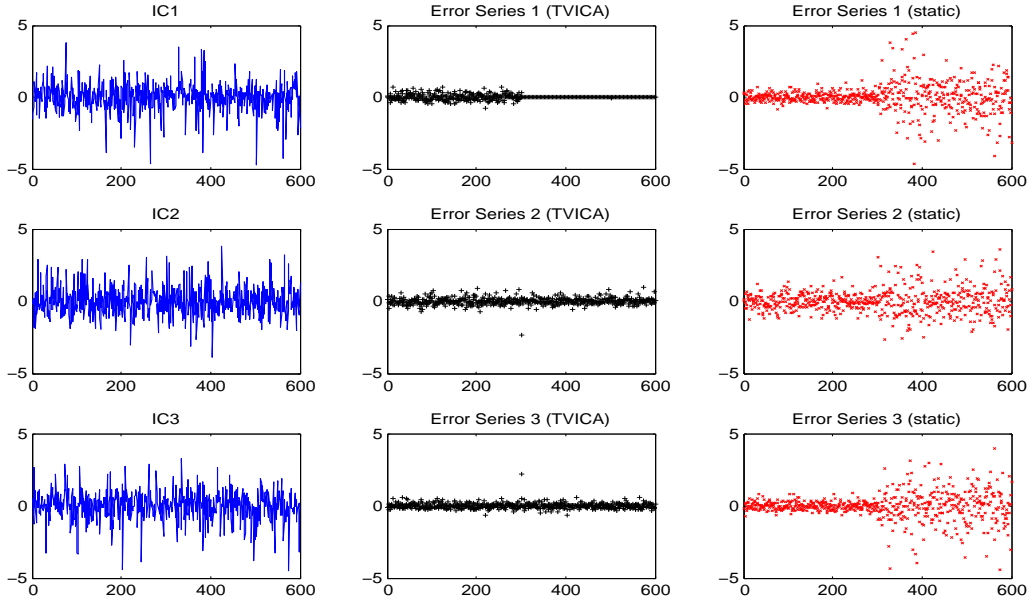 IC1
Error Series 1 (TVICA)
Error Series 1 (static)
5
0
−5
0 200 400 600
5
0
−5
0 200 400 600
5
0
−5
0 200 400 600
IC2
Error Series 2 (TVICA)
Error Series 2 (static)
5
0
−5
0 200 400 600
5
0
−5
0 200 400 600
5
0
−5
0 200 400 600
IC3
Error Series 3 (TVICA)
Error Series 3 (static)
5
0
−5
0 200 400 600
5
0
−5
0 200 400 600
5
0
−5
0 200 400 600